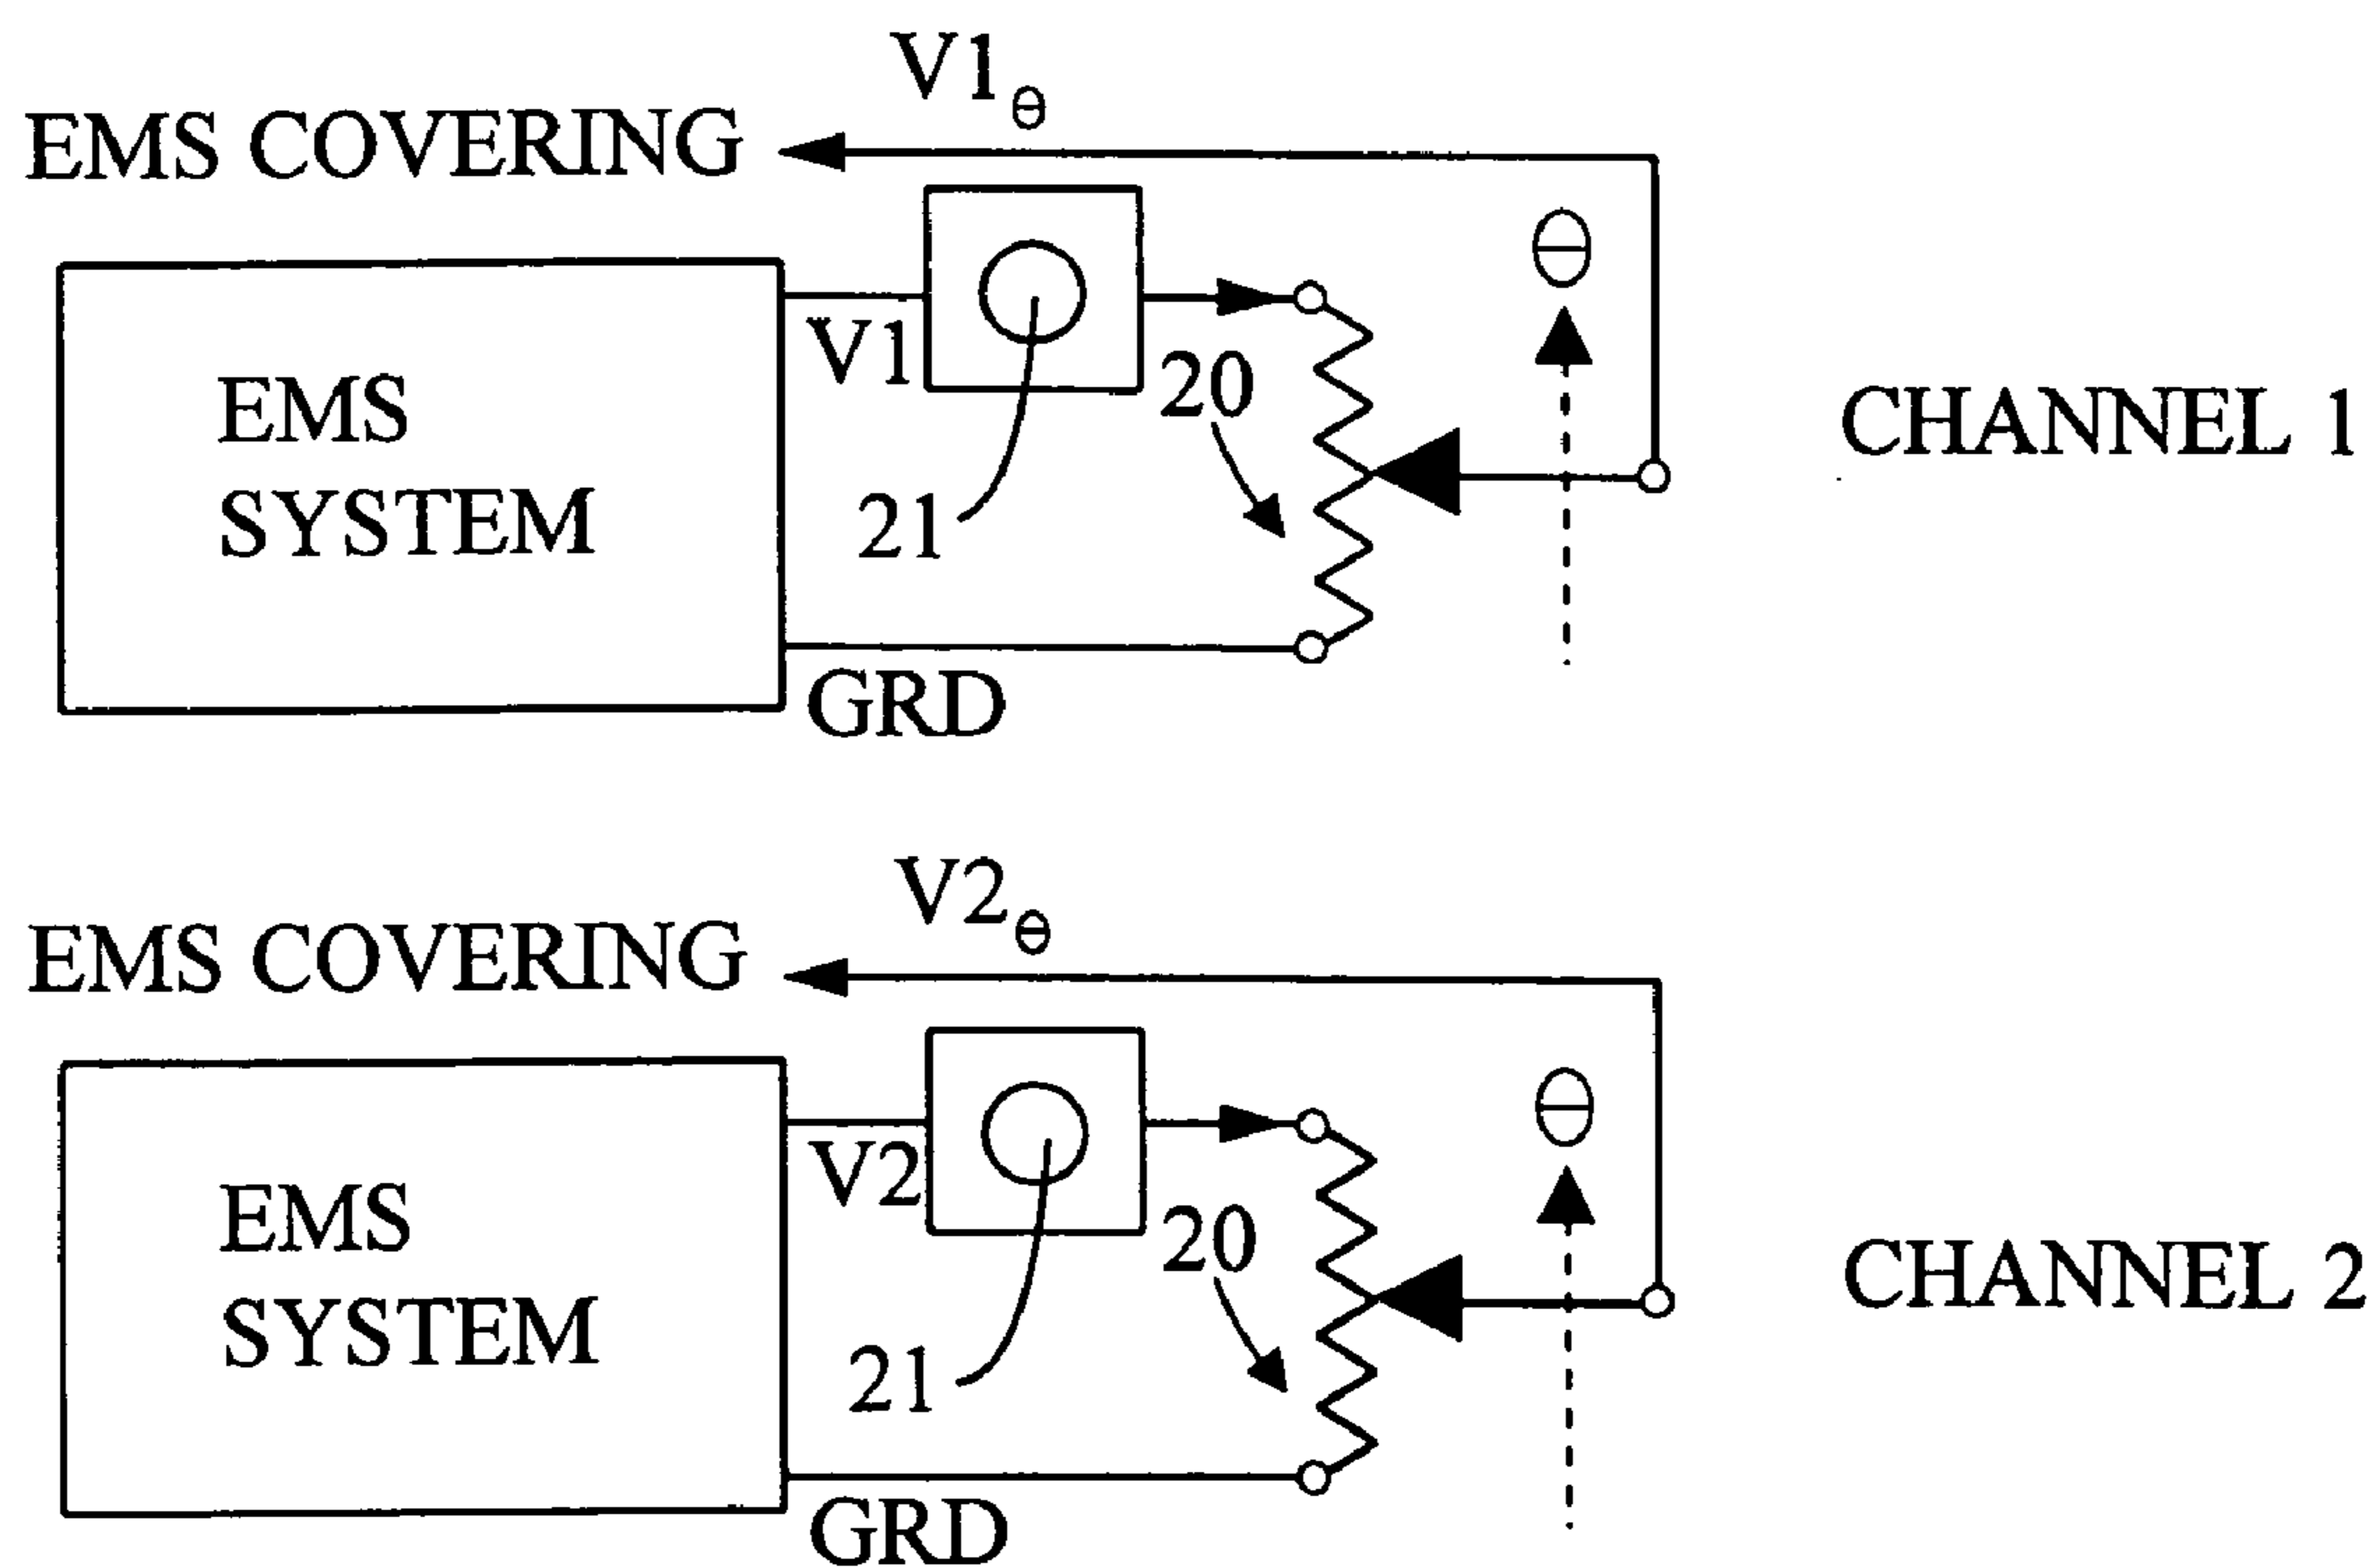 V1θ
EMS COVERING
θ
V1
20
CHANNEL 1
EMS
SYSTEM
21
GRD
V2θ
EMS COVERING
θ
V2
20
CHANNEL 2
EMS
SYSTEM
21
GRD